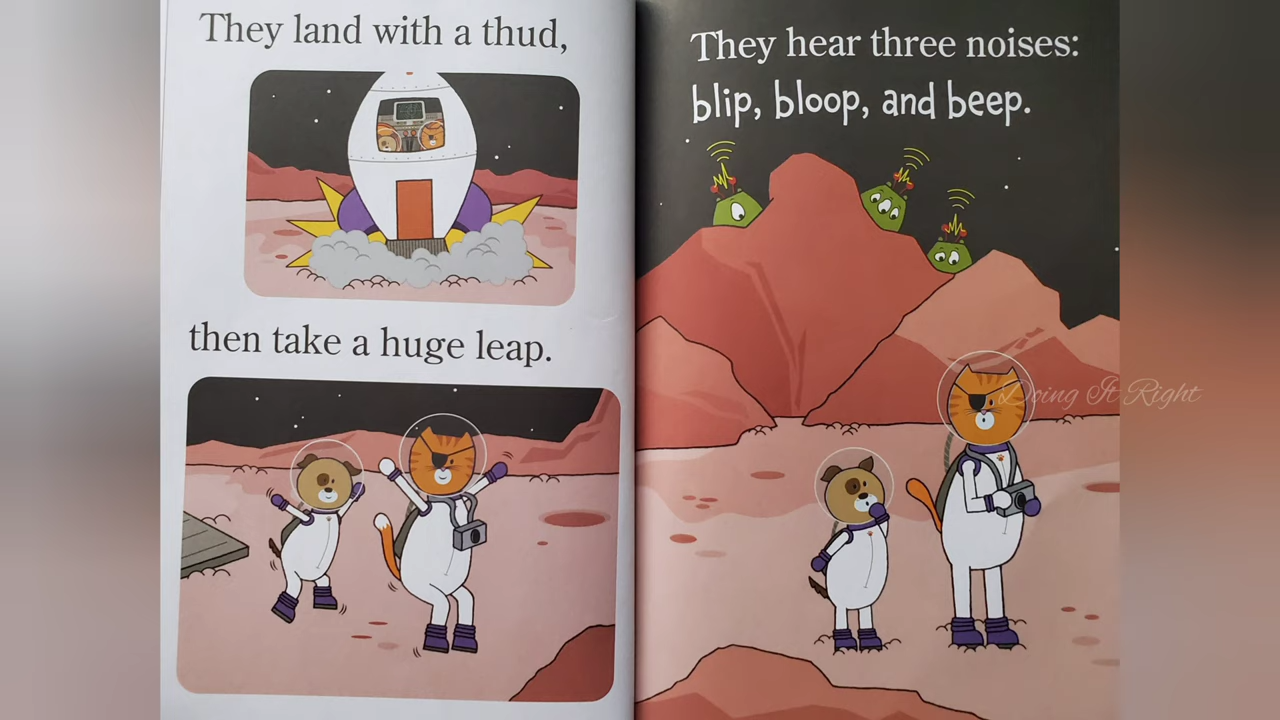 They land with a thud,
then take a huge leap.
They hear three noises:
blip, bloop, and beep.
Doing It Right